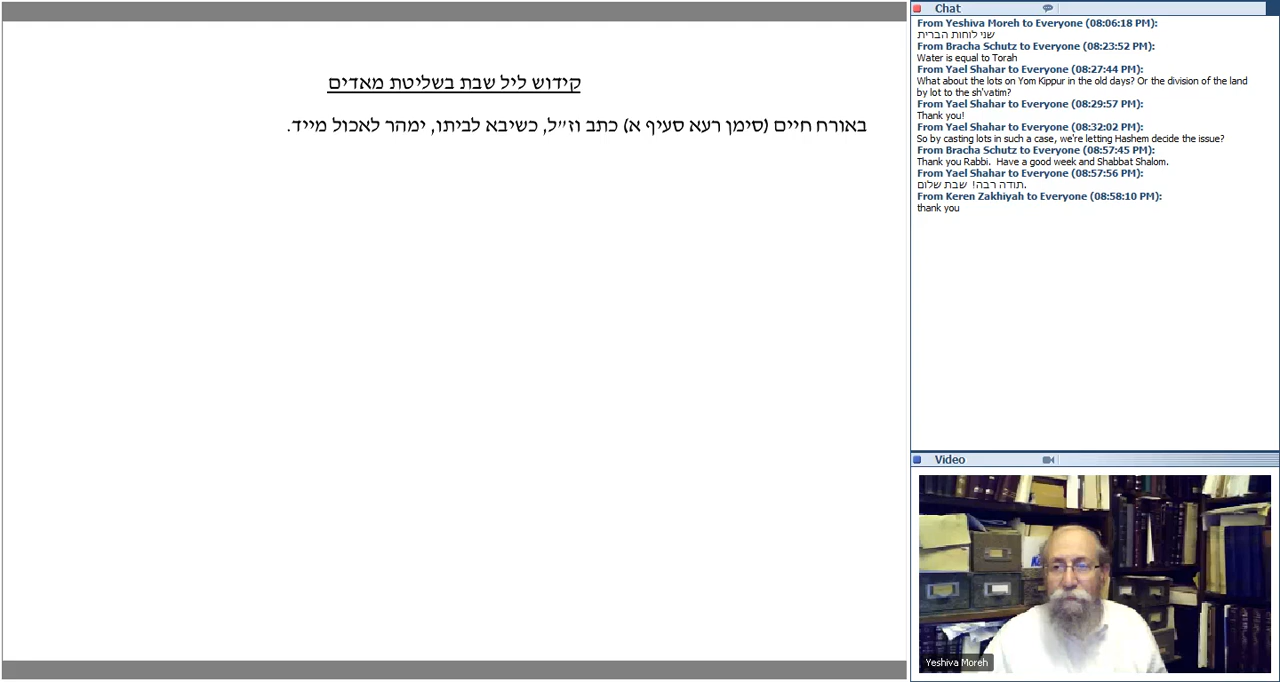 קידוש ליל שבת בשליטת מאדים
באורח חיים (סימן רעא סעיף א) כתב וז״ל, כשיבא לביתו, ימהר לאכול מייד.
Chat
From Yeshiva Moreh to Everyone (08:06:18 PM):
שני לוחות הברית
From Bracha Schutz to Everyone (08:23:52 PM):
Water is equal to Torah
From Yael Shahar to Everyone (08:27:44 PM):
What about the lots on Yom Kippur in the old days? Or the division of the land
by lot to the sh'vatim?
From Yael Shahar to Everyone (08:29:57 PM):
Thank you!
From Yael Shahar to Everyone (08:32:02 PM):
So by casting lots in such a case, we're letting Hashem decide the issue?
From Bracha Schutz to Everyone (08:57:45 PM):
Thank you Rabbi.  Have a good week and Shabbat Shalom.
From Yael Shahar to Everyone (08:57:56 PM):
תודה רבה!  שבת שלום.
From Keren Zakhiyah to Everyone (08:58:10 PM):
thank you
Video
Yeshiva Moreh